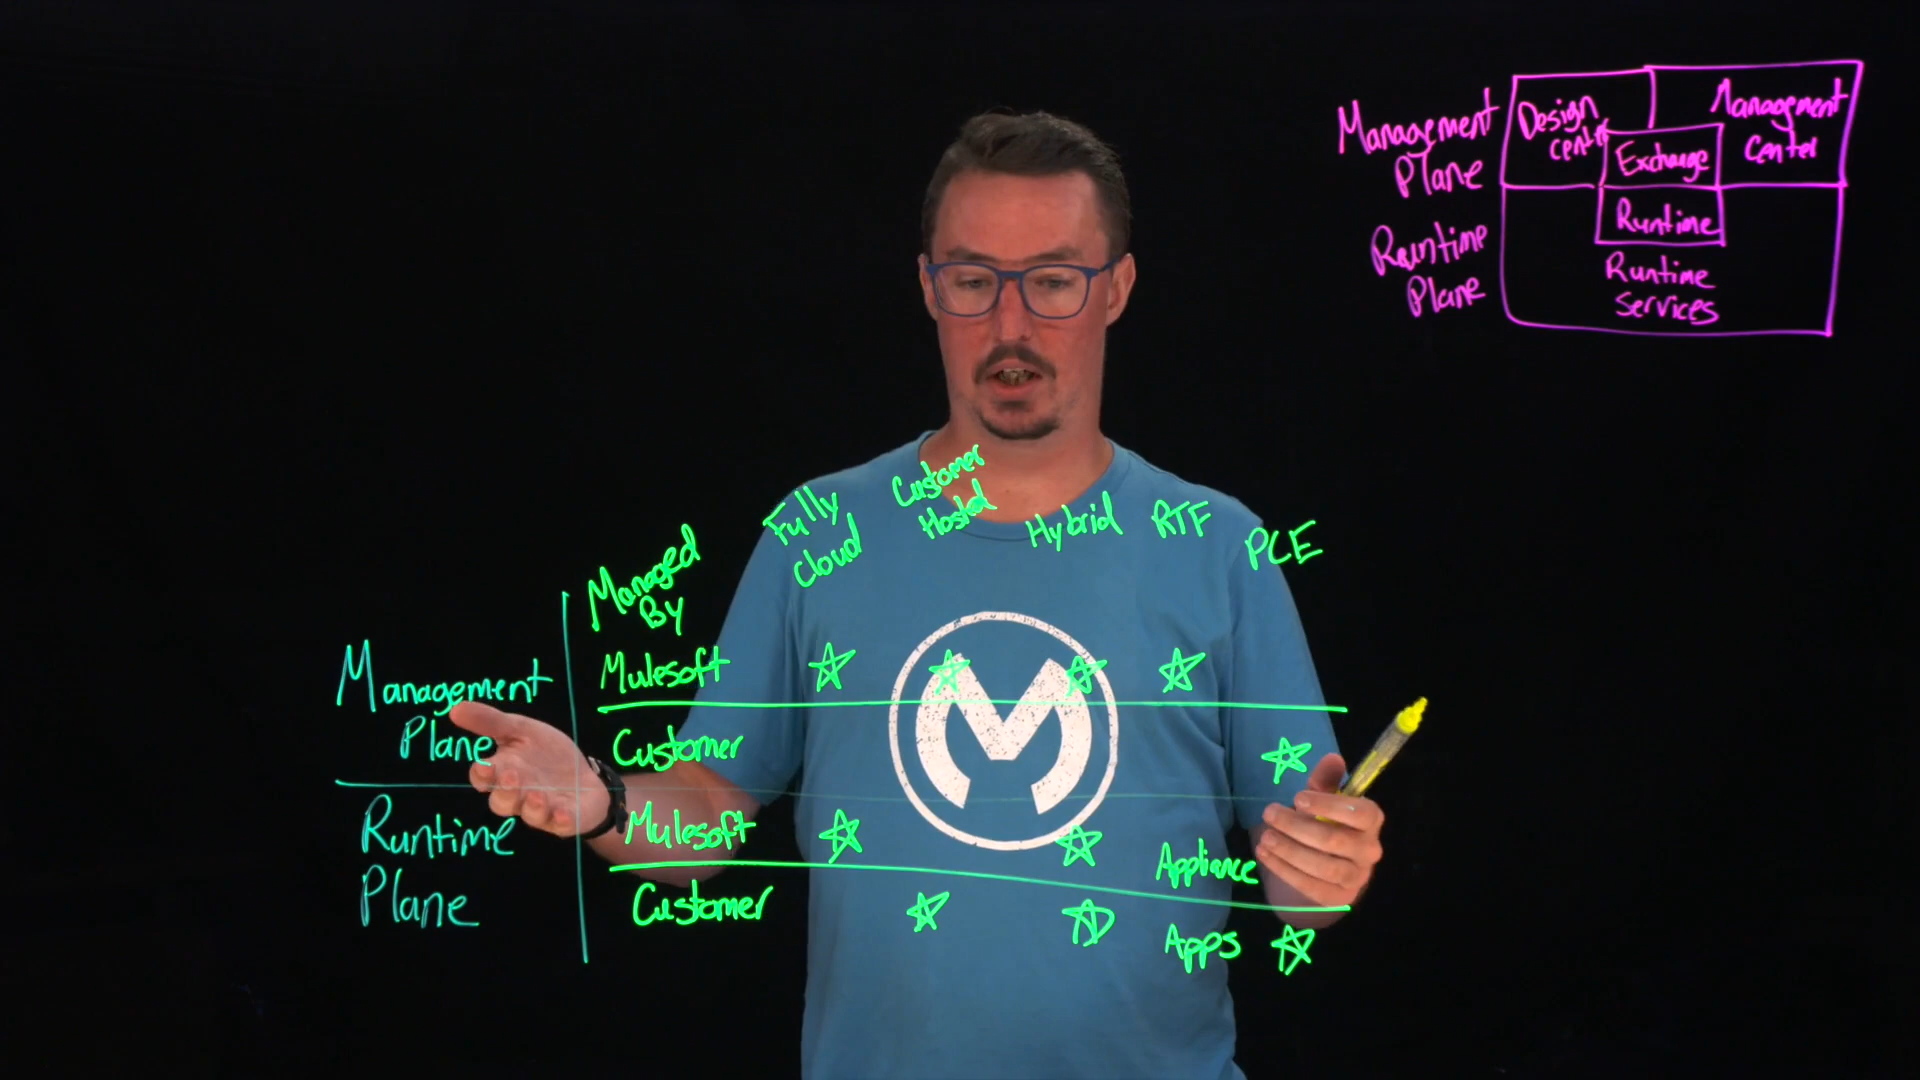 Management
Plane
Runtime
Plane
Design
Center
Exchange
Management
Center
Runtime
Runtime
Services
Managed
By
Fully
Cloud
Customer
Hosted
Hybrid
RTF
PCE
Management
Plane
Mulesoft
Customer
Runtime
Plane
Mulesoft
Appliance
Customer
Apps
M